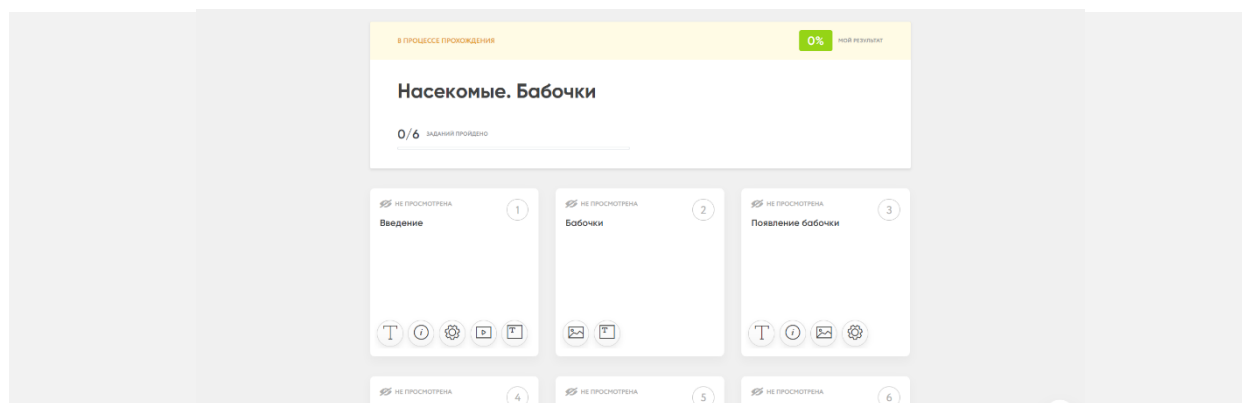 В ПРОЦЕССЕ ПРОХОЖДЕНИЯ
0% МОЙ РЕЗУЛЬТАТ
Насекомые. Бабочки
0/6 ЗАДАНИЙ ПРОЙДЕНО
НЕ ПРОСМОТРЕНА 1
Введение
НЕ ПРОСМОТРЕНА 2
Бабочки
НЕ ПРОСМОТРЕНА 3
Появление бабочки
НЕ ПРОСМОТРЕНА 4
НЕ ПРОСМОТРЕНА 5
НЕ ПРОСМОТРЕНА 6